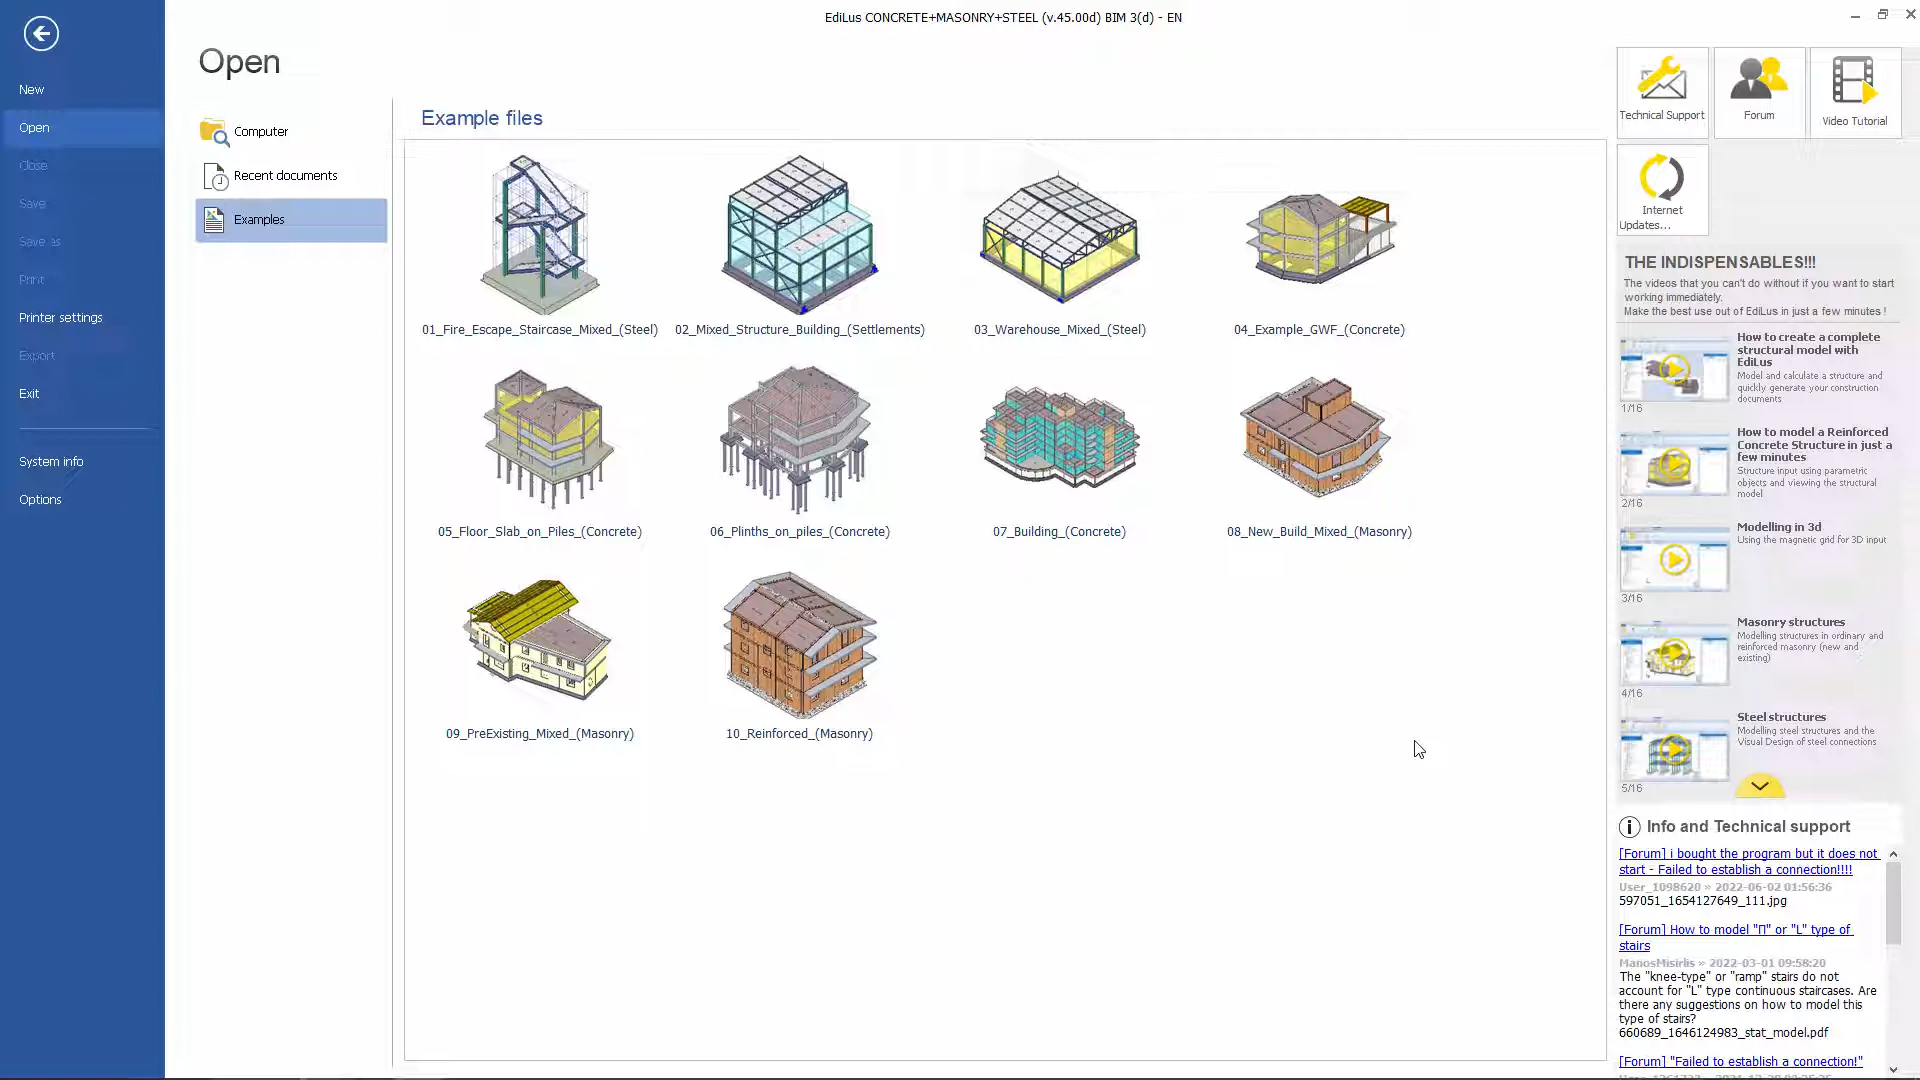 EdiLus CONCRETE+MASONRY+STEEL (v.45.00d) BIM 3(d) - EN
New
Open
Close
Save
Save as
Print
Printer settings
Export
Exit
System info
Options
Open
Computer
Recent documents
Examples
Example files
01_Fire_Escape_Staircase_Mixed_(Steel)
02_Mixed_Structure_Building_(Settlements)
03_Warehouse_Mixed_(Steel)
04_Example_GWF_(Concrete)
05_Floor_Slab_on_Piles_(Concrete)
06_Plinths_on_piles_(Concrete)
07_Building_(Concrete)
08_New_Build_Mixed_(Masonry)
09_PreExisting_Mixed_(Masonry)
10_Reinforced_(Masonry)
Technical Support
Forum
Video Tutorial
Internet
Updates...
THE INDISPENSABLES!!!
The videos that you can't do without if you want to start
working immediately.
Make the best use out of EdiLus in just a few minutes !
How to create a complete
structural model with
EdiLus
Model and calculate a structure and
quickly generate your construction
documents
1/16
How to model a Reinforced
Concrete Structure in just a
few minutes
Structure input using parametric
objects and viewing the structural
model
2/16
Modelling in 3d
Using the magnetic grid for 3D input
3/16
Masonry structures
Modelling structures in ordinary and
reinforced masonry (new and
existing)
4/16
Steel structures
Modelling steel structures and the
Visual Design of steel connections
5/16
Info and Technical support
[Forum] i bought the program but it does not
start - Failed to establish a connection!!!!
User_1098620 » 2022-06-02 01:56:36
597051_1654127649_111.jpg
[Forum] How to model "Π" or "L" type of
stairs
ManosMisirlis » 2022-03-01 09:58:20
The "knee-type" or "ramp" stairs do not
account for "L" type continuous staircases. Are
there any suggestions on how to model this
type of stairs?
660689_1646124983_stat_model.pdf
[Forum] "Failed to establish a connection!"